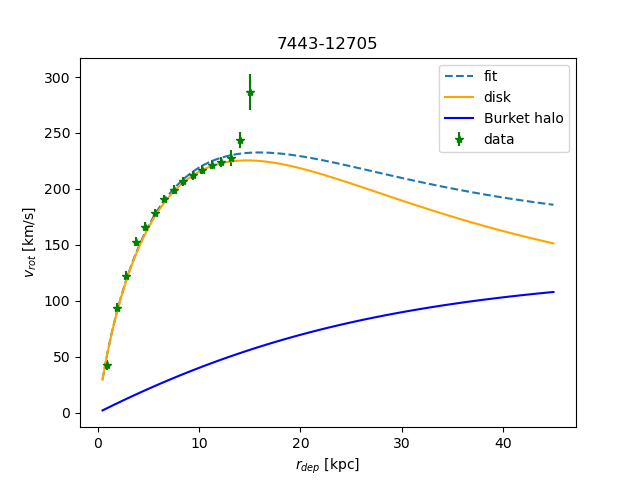 7443-12705
fit
disk
Burket halo
data
300
250
200
150
100
50
0
v_rot [km/s]
0 10 20 30 40
r_dep [kpc]